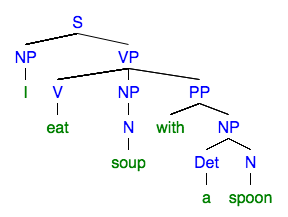 S
NP VP
I V NP PP
eat N with NP
soup Det N
a spoon